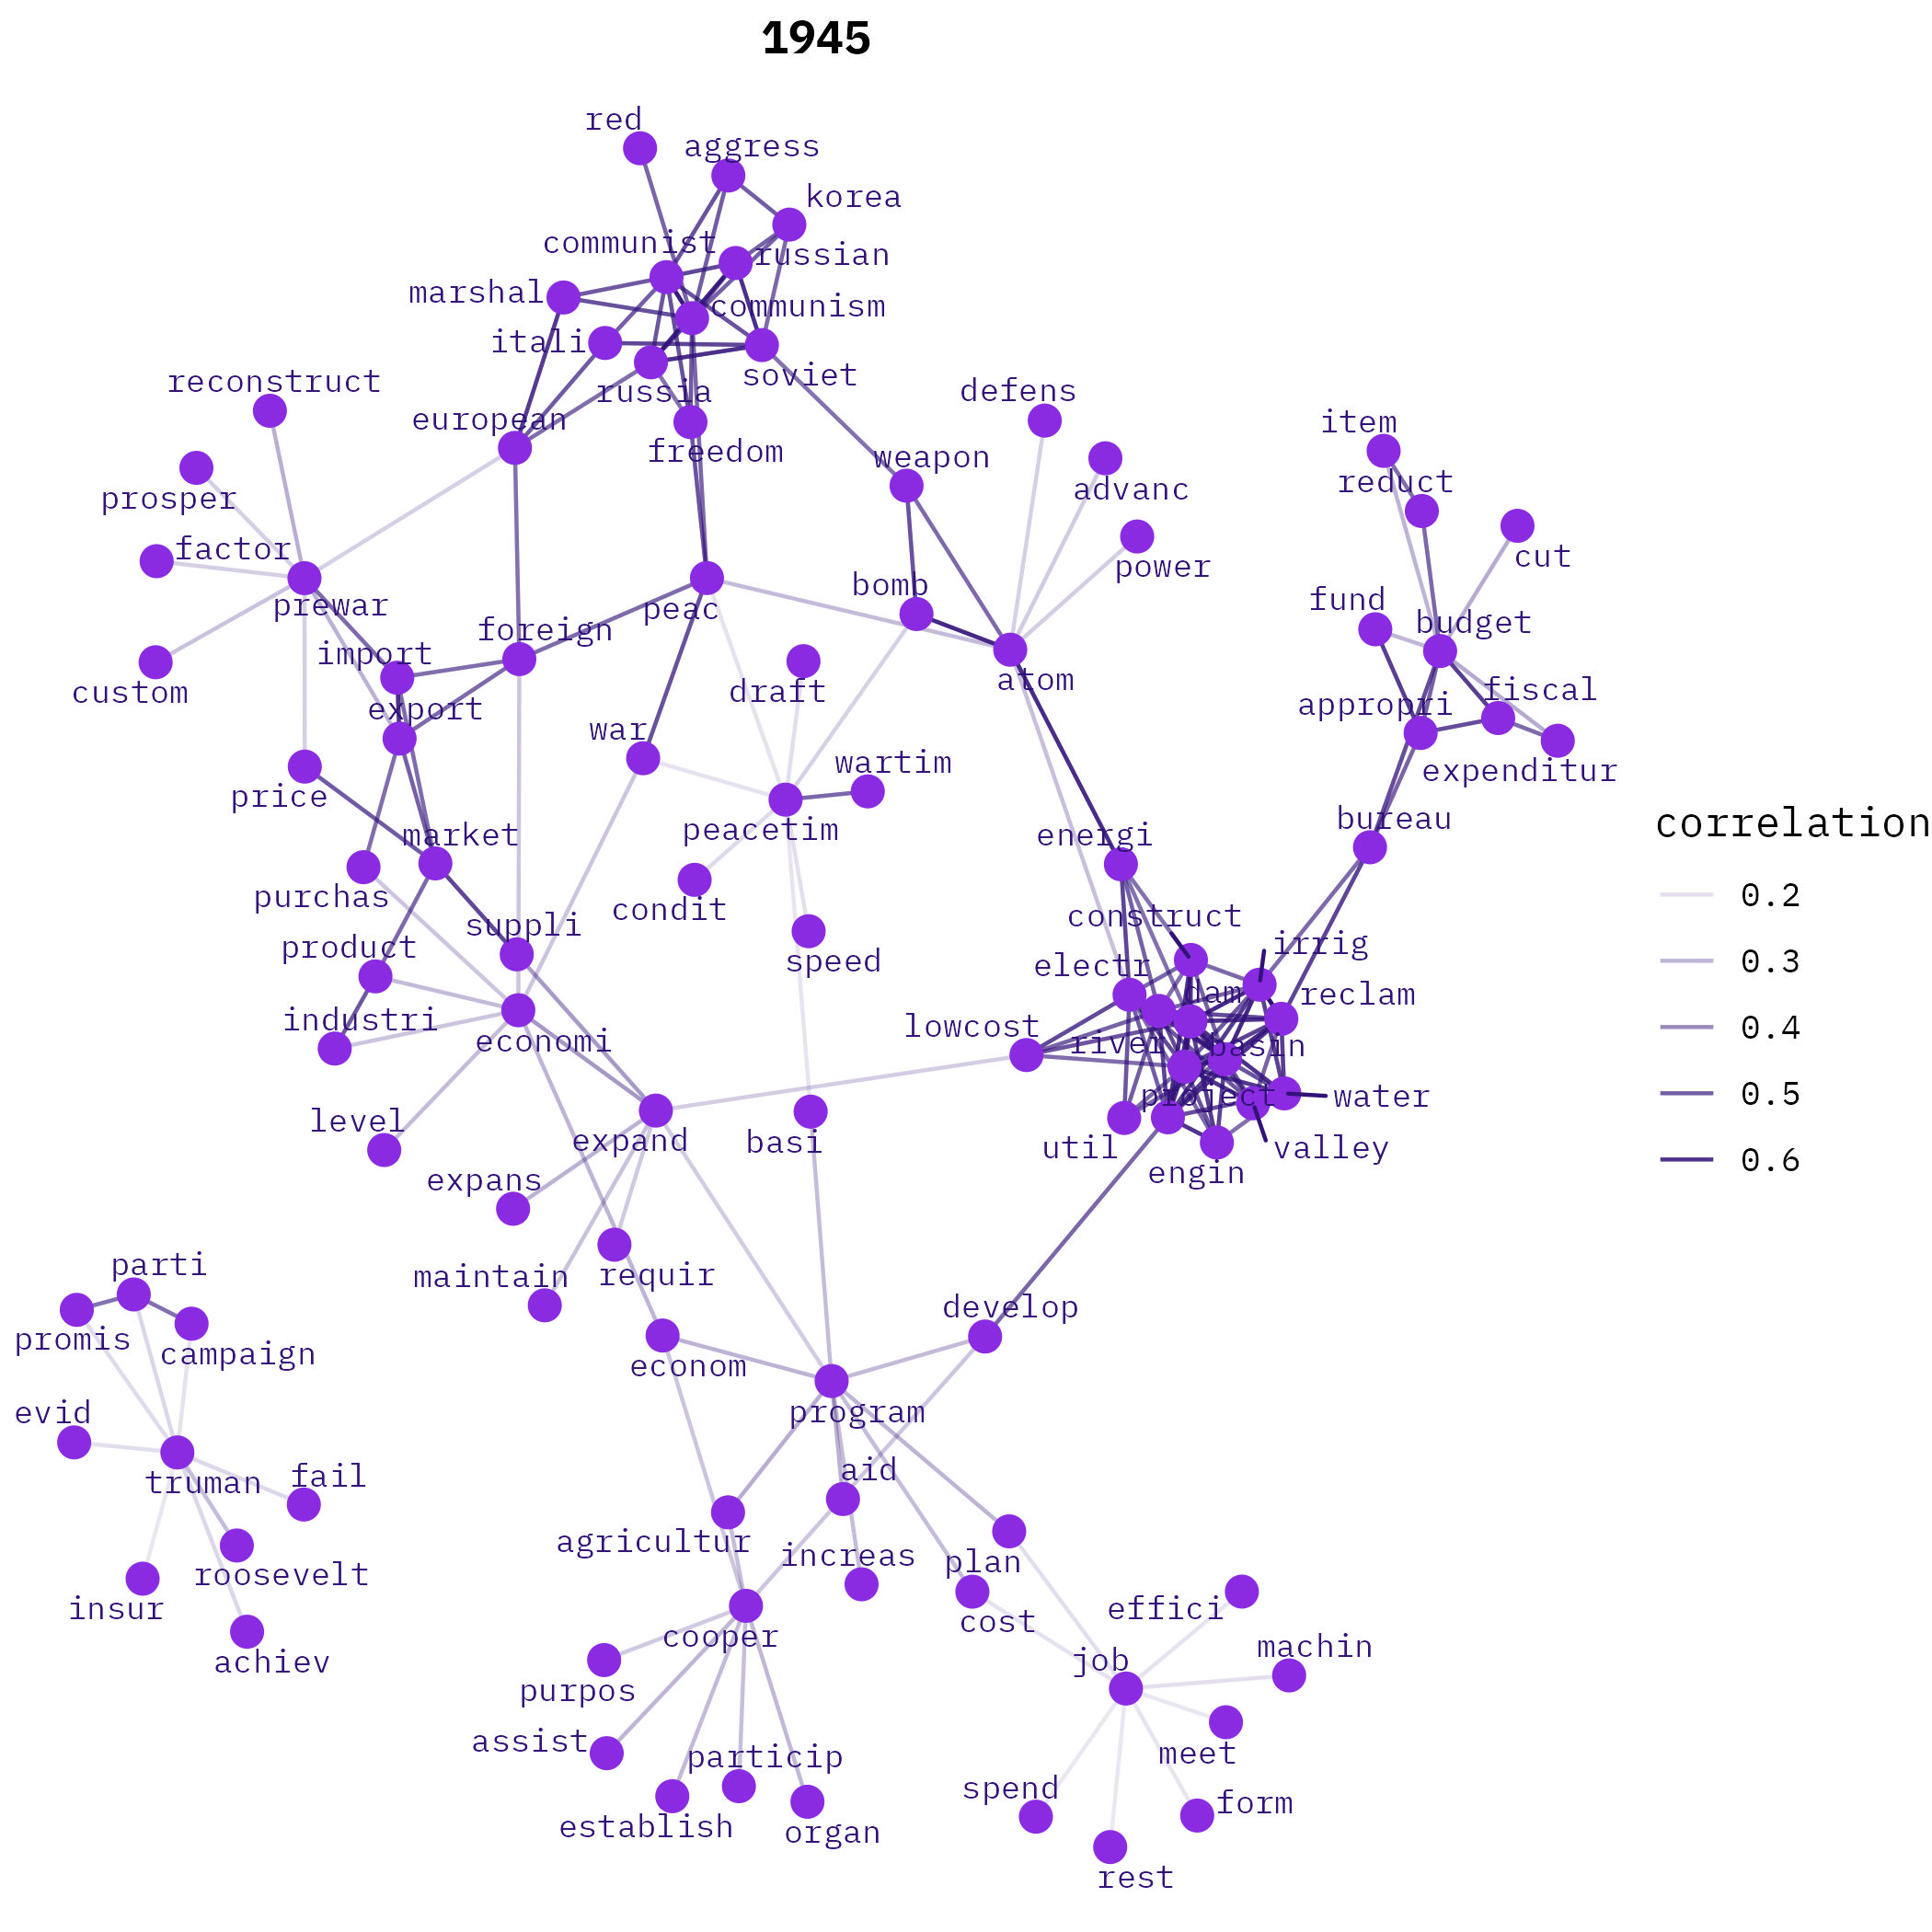 1945
red
aggress
korea
communist
russian
marshal
communism
itali
soviet
russia
reconstruct
european
freedom
defens
item
weapon
reduct
advanc
prosper
cut
factor
power
bomb
fund
prewar
peac
budget
foreign
import
atom
custom
draft
fiscal
export
appropri
war
wartim
expenditur
price
bureau
correlation
market
peacetim
energi
0.2
purchas
condit
construct
suppli
irrig
product
speed
electr
0.3
dam
reclam
industri
economi
lowcost
river
basin
0.4
project
water
0.5
level
expand
basi
util
valley
0.6
expans
engin
parti
maintain
requir
promis
develop
campaign
econom
evid
program
truman
fail
aid
agricultur
increas
plan
roosevelt
insur
cost
effici
cooper
machin
achiev
job
purpos
assist
particip
meet
spend
form
establish
organ
rest